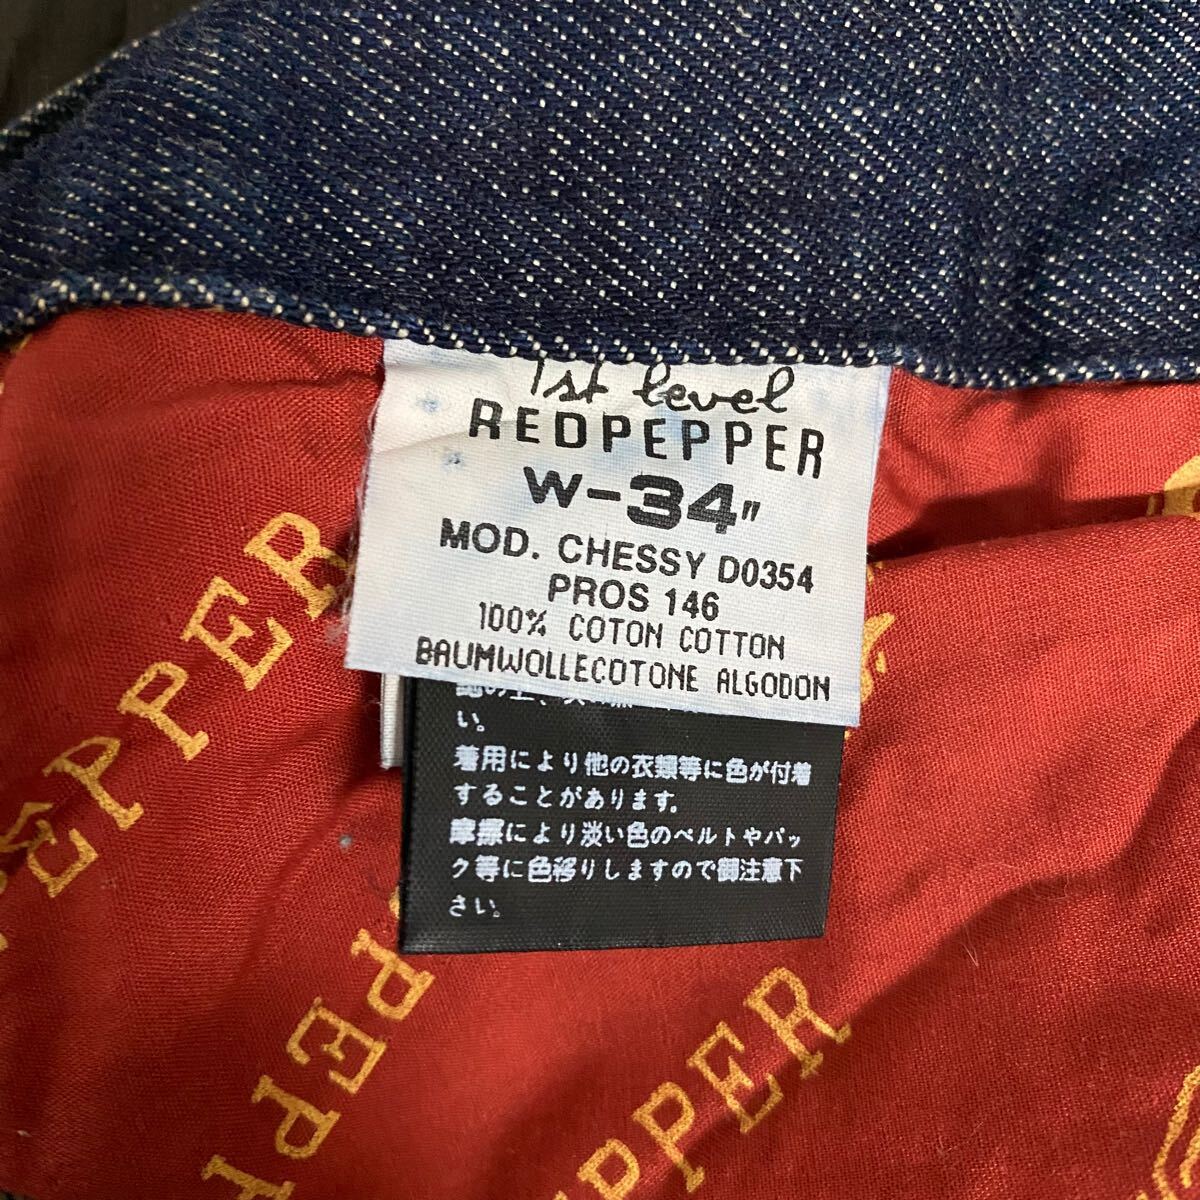 1st level
REDPEPPER
W-34"
MOD. CHESSY D0354
PROS 146
100% COTON COTTON
BAUMWOLLECOTONE ALGODON
い。
着用により他の衣類等に色が付着
することがあります。
摩擦により淡い色のベルトやバッ
ク等に色移りしますので御注意下
さい。
EPPER
PEPPER
PEPP
EPPER